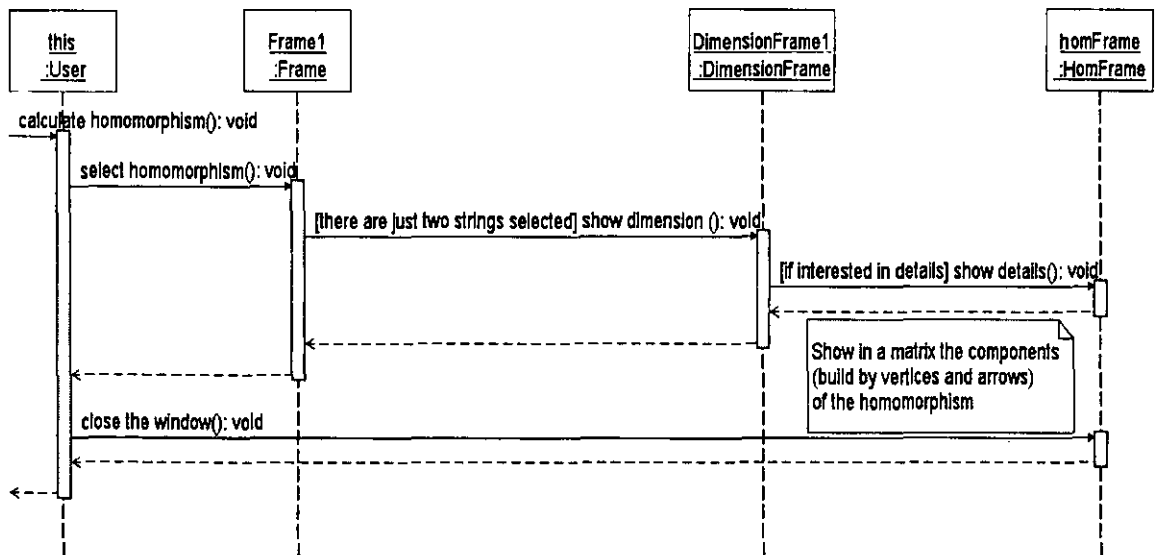 this
:User
Frame1
:Frame
DimensionFrame1
:DimensionFrame
homFrame
:HomFrame
calculate homomorphism(): void
select homomorphism(): void
[there are just two strings selected] show dimension (): void
[if interested in details] show details(): void
Show in a matrix the components
(build by vertices and arrows)
of the homomorphism
close the window(): void